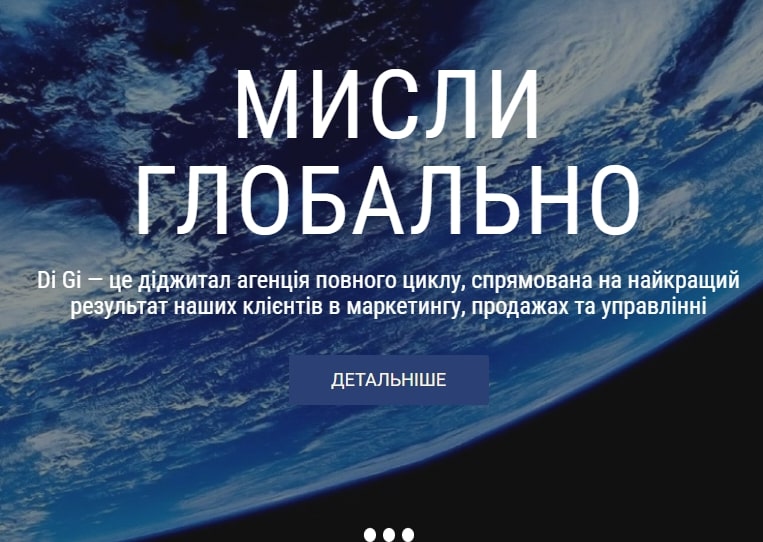 МИСЛИ
ГЛОБАЛЬНО
Di Gi — це діджитал агенція повного циклу, спрямована на найкращий
результат наших клієнтів в маркетингу, продажах та управлінні
ДЕТАЛЬНІШЕ